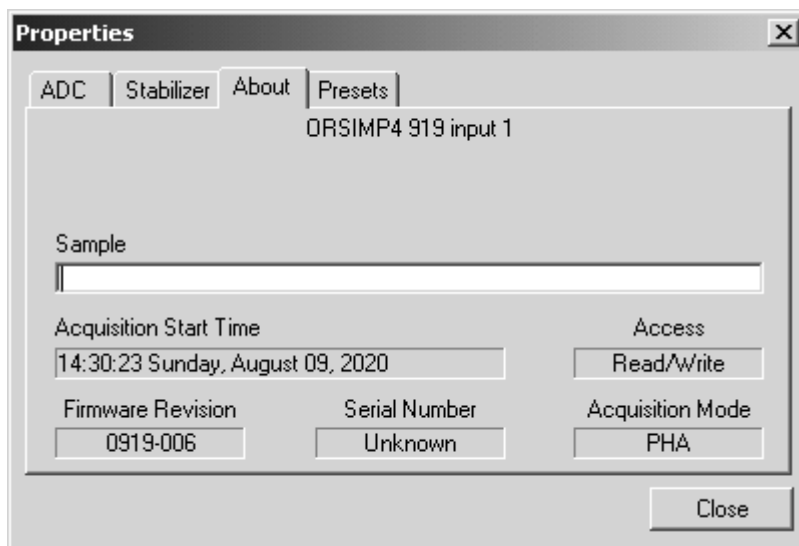 Properties
ADC Stabilizer About Presets
ORSIMP4 919 input 1
Sample
Acquisition Start Time Access
14:30:23 Sunday, August 09, 2020 Read/Write
Firmware Revision Serial Number Acquisition Mode
0919-006 Unknown PHA
Close